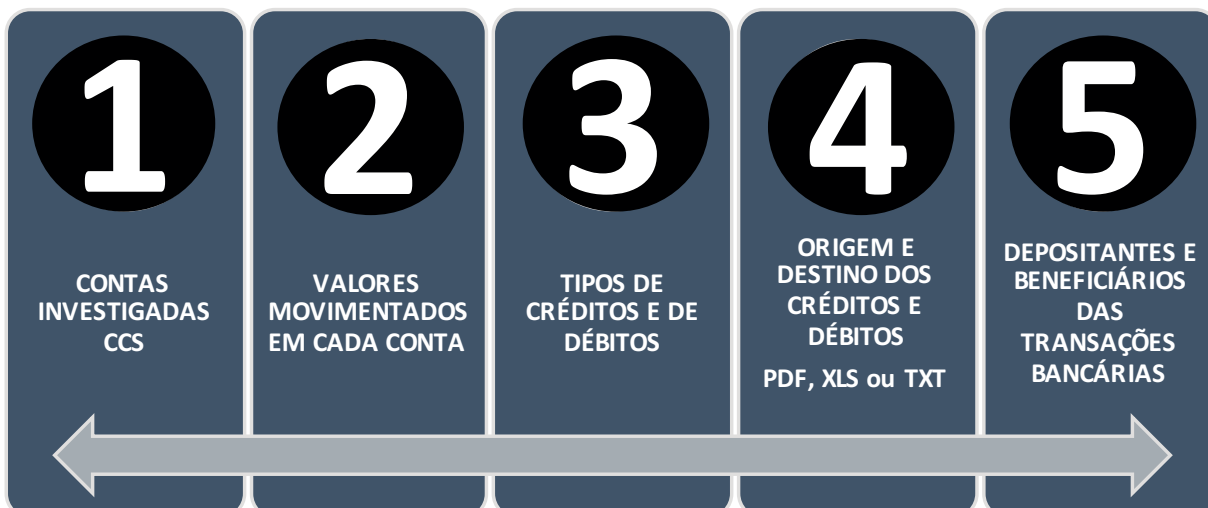 1
CONTAS
INVESTIGADAS
CCS
2
VALORES
MOVIMENTADOS
EM CADA CONTA
3
TIPOS DE
CRÉDITOS E DE
DÉBITOS
4
ORIGEM E
DESTINO DOS
CRÉDITOS E
DÉBITOS
PDF, XLS ou TXT
5
DEPOSITANTES E
BENEFICIÁRIOS
DAS
TRANSAÇÕES
BANCÁRIAS